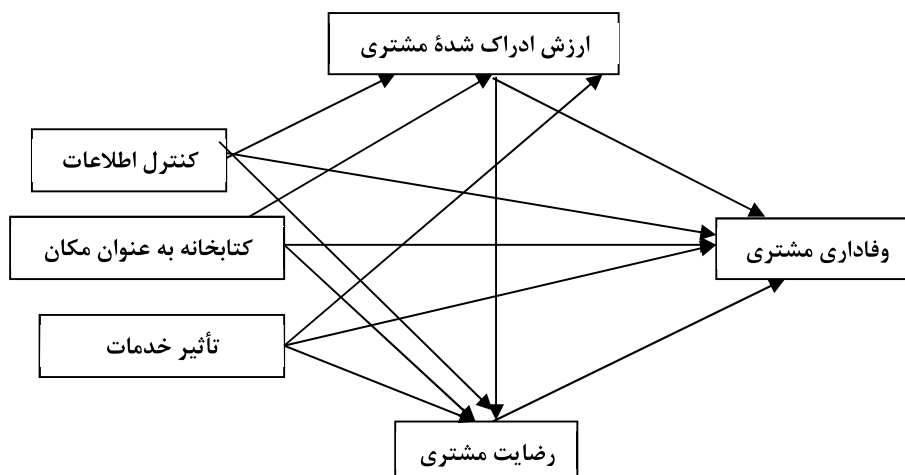 ارزش ادراک شدهٔ مشتری
کنترل اطلاعات
کتابخانه به عنوان مکان
وفاداری مشتری
تأثیر خدمات
رضایت مشتری